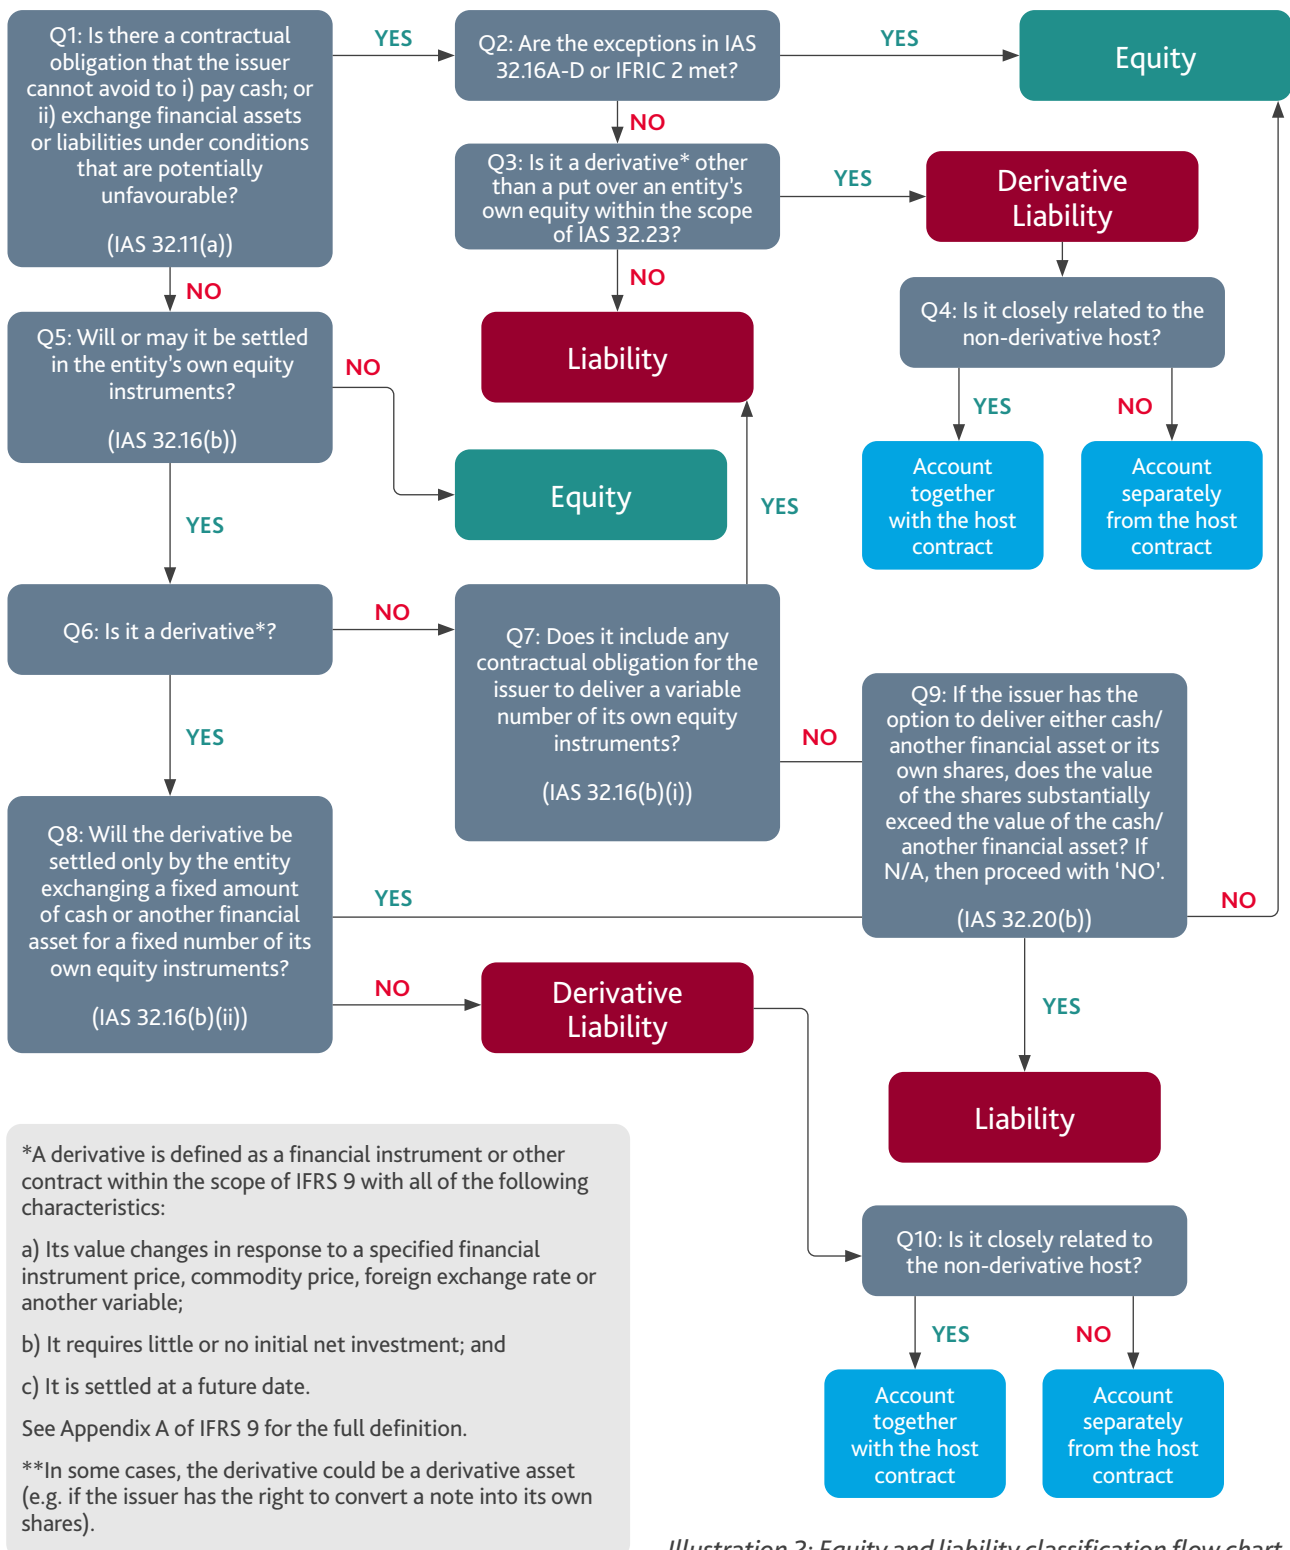 Q1: Is there a contractual
obligation that the issuer
cannot avoid to i) pay cash; or
ii) exchange financial assets
or liabilities under conditions
that are potentially
unfavourable?
(IAS 32.11(a))
YES
Q2: Are the exceptions in IAS
32.16A-D or IFRIC 2 met?
YES
Equity
NO
Q3: Is it a derivative* other
than a put over an entity's
own equity within the scope
of IAS 32.23?
YES
Derivative
Liability
NO
NO
Q4: Is it closely related to the
non-derivative host?
Q5: Will or may it be settled
in the entity's own equity
instruments?
(IAS 32.16(b))
NO
Liability
YES
NO
Account
together
with the host
contract
Account
separately
from the host
contract
Equity
YES
YES
Q6: Is it a derivative*?
NO
Q7: Does it include any
contractual obligation for the
issuer to deliver a variable
number of its own equity
instruments?
(IAS 32.16(b)(i))
NO
Q9: If the issuer has the
option to deliver either cash/
another financial asset or its
own shares, does the value
of the shares substantially
exceed the value of the cash/
another financial asset? If
N/A, then proceed with 'NO'.
(IAS 32.20(b))
NO
YES
Q8: Will the derivative be
settled only by the entity
exchanging a fixed amount
of cash or another financial
asset for a fixed number of its
own equity instruments?
(IAS 32.16(b)(ii))
YES
NO
Derivative
Liability
YES
Liability
*A derivative is defined as a financial instrument or other
contract within the scope of IFRS 9 with all of the following
characteristics:
a) Its value changes in response to a specified financial
instrument price, commodity price, foreign exchange rate or
another variable;
b) It requires little or no initial net investment; and
c) It is settled at a future date.
See Appendix A of IFRS 9 for the full definition.
**In some cases, the derivative could be a derivative asset
(e.g. if the issuer has the right to convert a note into its own
shares).
Q10: Is it closely related to
the non-derivative host?
YES
NO
Account
together
with the host
contract
Account
separately
from the host
contract
Illustration 2: Equity and liability classification flow chart